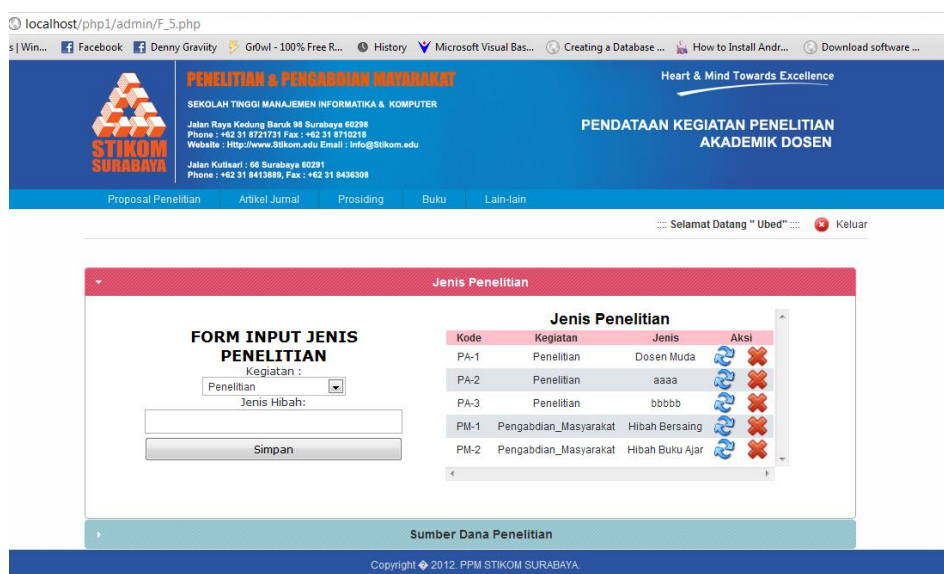 localhost/php1/admin/F_5.php
s | Win... Facebook Denny Graviity Gr0wl - 100% Free R... History Microsoft Visual Bas... Creating a Database ... How to Install Andr... Download software ...
PENELITIAN & PENGABDIAN MAYARAKAT
SEKOLAH TINGGI MANAJEMEN INFORMATIKA & KOMPUTER
Jalan Raya Kedung Baruk 98 Surabaya 60298
Phone : +62 31 8721731 Fax : +62 31 8710218
Website : Http://www.Stikom.edu Email : Info@Stikom.edu
Jalan Kutisari : 66 Surabaya 60291
Phone : +62 31 8413889, Fax : +62 31 8436308
STIKOM
SURABAYA
Heart & Mind Towards Excellence
PENDATAAN KEGIATAN PENELITIAN
AKADEMIK DOSEN
Proposal Penelitian Artikel Jurnal Prosiding Buku Lain-lain
:::: Selamat Datang " Ubed" :::: Keluar
Jenis Penelitian
FORM INPUT JENIS
PENELITIAN
Kegiatan :
Penelitian
Jenis Hibah:
Simpan
Jenis Penelitian
Kode Kegiatan Jenis Aksi
PA-1 Penelitian Dosen Muda
PA-2 Penelitian aaaa
PA-3 Penelitian bbbbb
PM-1 Pengabdian_Masyarakat Hibah Bersaing
PM-2 Pengabdian_Masyarakat Hibah Buku Ajar
Sumber Dana Penelitian
Copyright � 2012. PPM STIKOM SURABAYA.